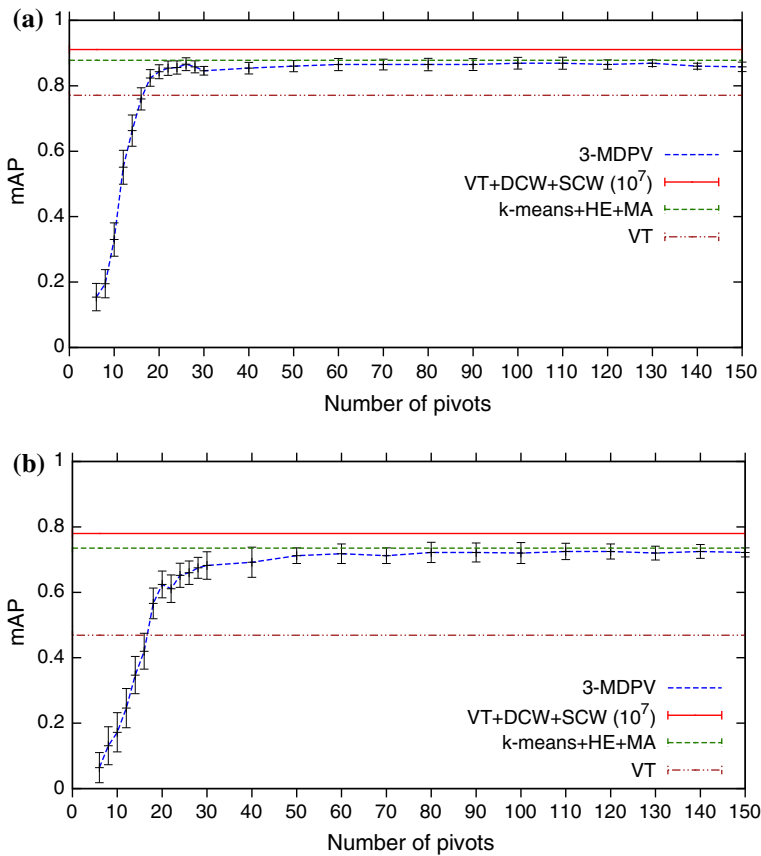 (a)
1
0.8
0.6
0.4
0.2
0
mAP
3-MDPV
VT+DCW+SCW (10⁷)
k-means+HE+MA
VT
0 10 20 30 40 50 60 70 80 90 100 110 120 130 140 150
Number of pivots
(b)
1
0.8
0.6
0.4
0.2
0
mAP
3-MDPV
VT+DCW+SCW (10⁷)
k-means+HE+MA
VT
0 10 20 30 40 50 60 70 80 90 100 110 120 130 140 150
Number of pivots